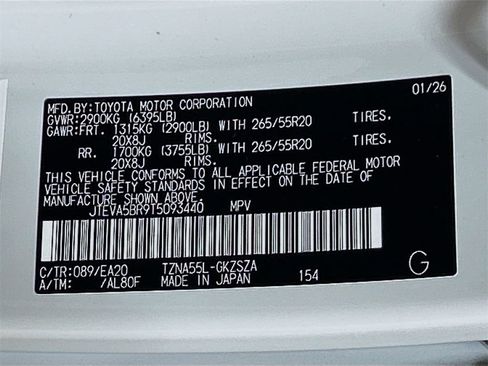 MFD.BY:TOYOTA MOTOR CORPORATION 01/26
GVWR:2900KG (6395LB)
GAWR:FRT. 1315KG (2900LB) WITH 265/55R20 TIRES.
20X8J RIMS.
RR. 1700KG (3755LB) WITH 265/55R20 TIRES.
20X8J RIMS.
THIS VEHICLE CONFORMS TO ALL APPLICABLE FEDERAL MOTOR
VEHICLE SAFETY STANDARDS IN EFFECT ON THE DATE OF
MANUFACTURE SHOWN ABOVE.
JTEVA5BR9T5093440 MPV
C/TR:089/EA20 TZNA55L-GKZSZA
A/TM: /AL80F MADE IN JAPAN 154 G